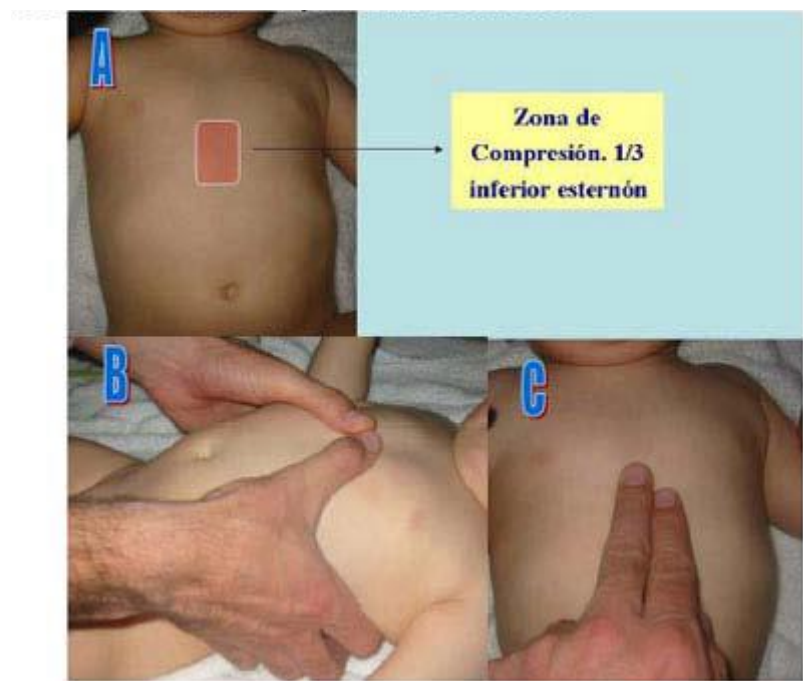 A
Zona de
Compresión. 1/3
inferior esternón
B
C